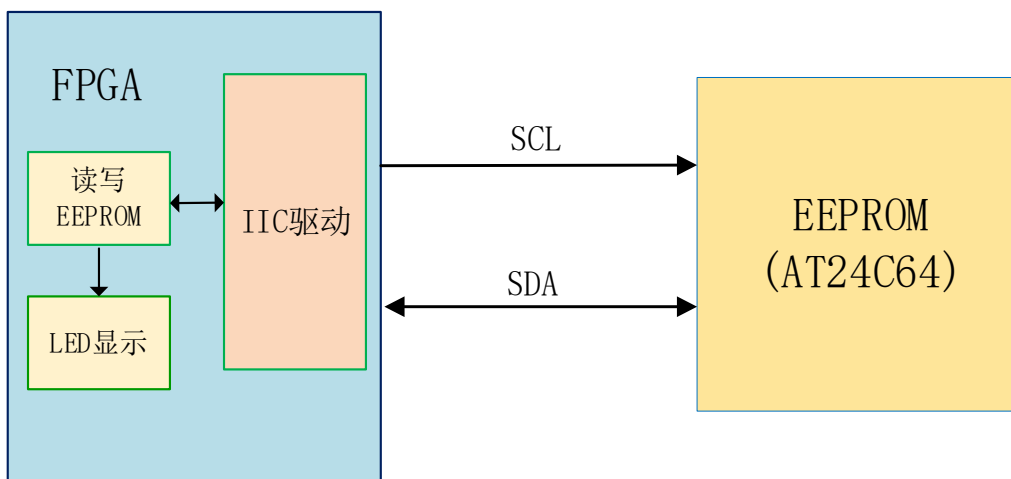 FPGA
读写
EEPROM
IIC驱动
LED显示
SCL
SDA
EEPROM
(AT24C64)